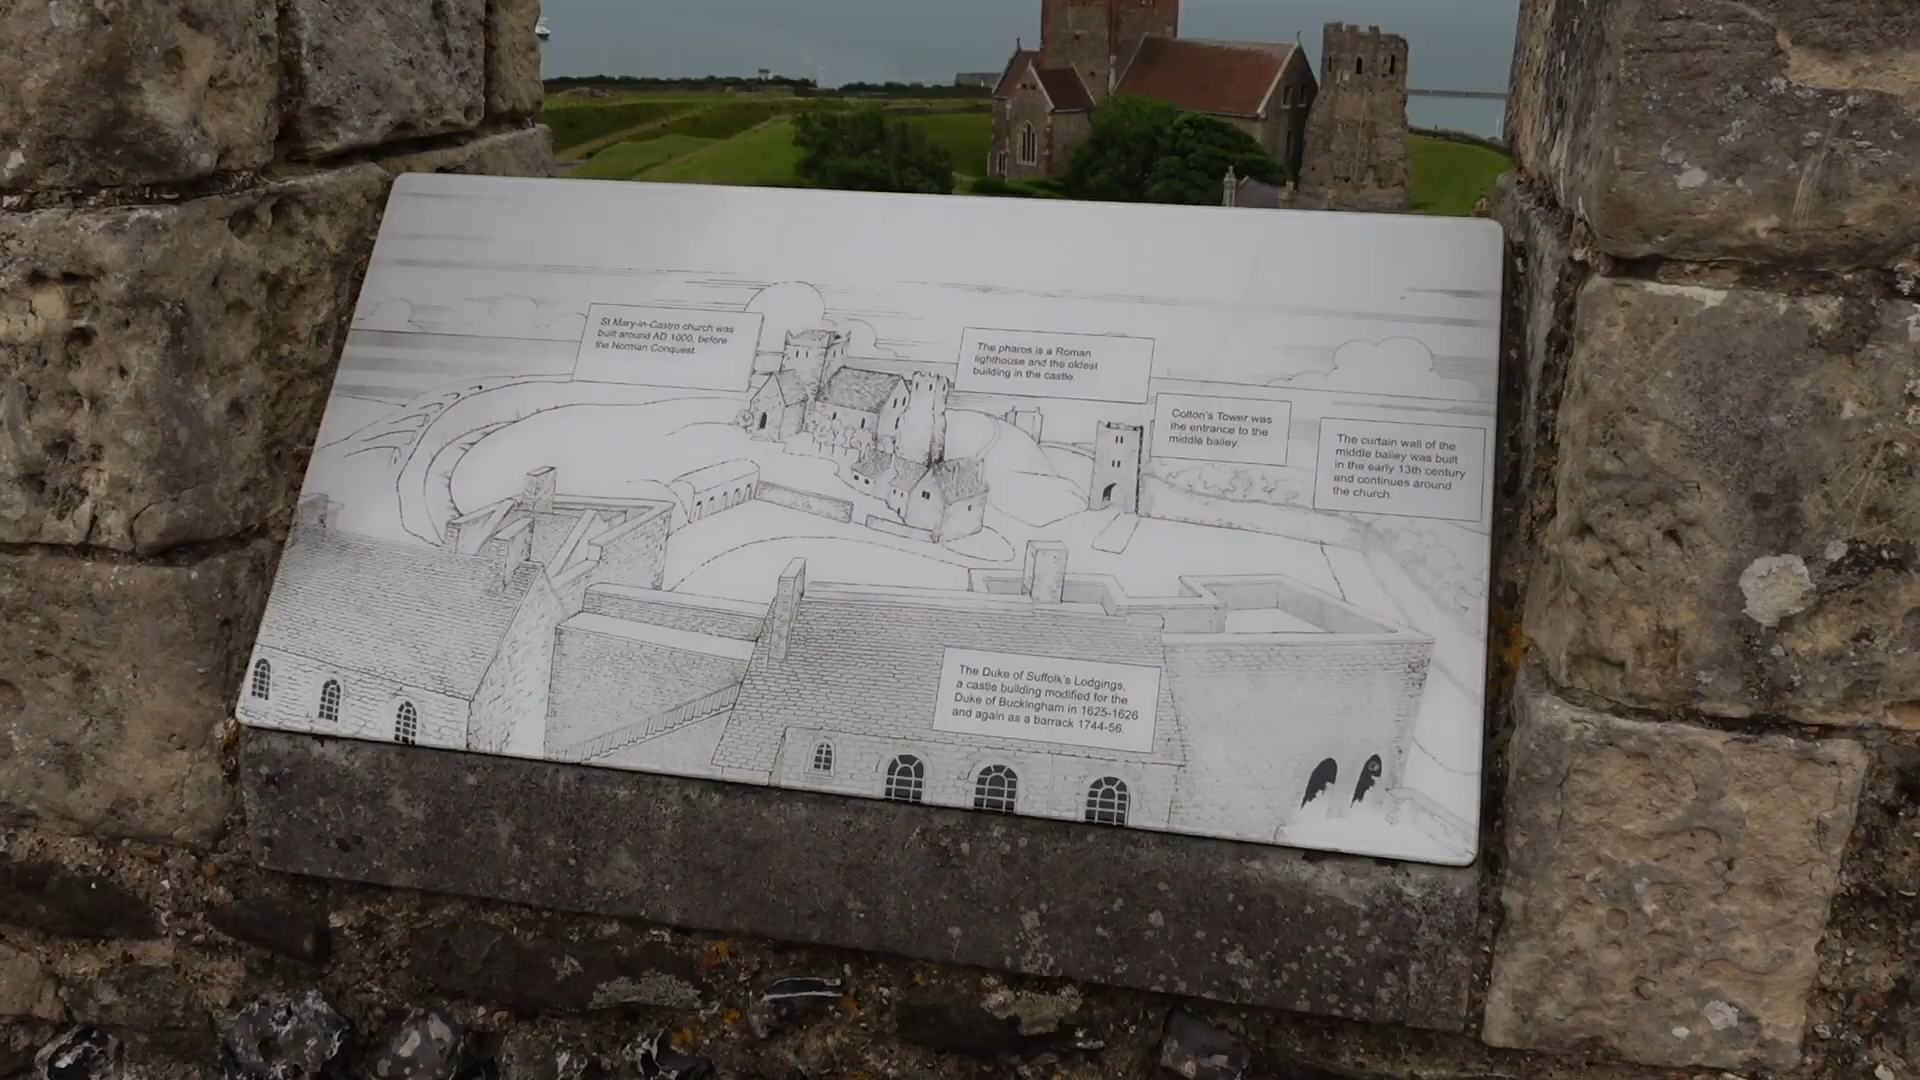 St Mary-in-Castro church was
built around AD 1000, before
the Norman Conquest.
The pharos is a Roman
lighthouse and the oldest
building in the castle.
Colton's Tower was
the entrance to the
middle bailey.
The curtain wall of the
middle bailey was built
in the early 13th century
and continues around
the church.
The Duke of Suffolk's Lodgings,
a castle building modified for the
Duke of Buckingham in 1625-1626
and again as a barrack 1744-56.